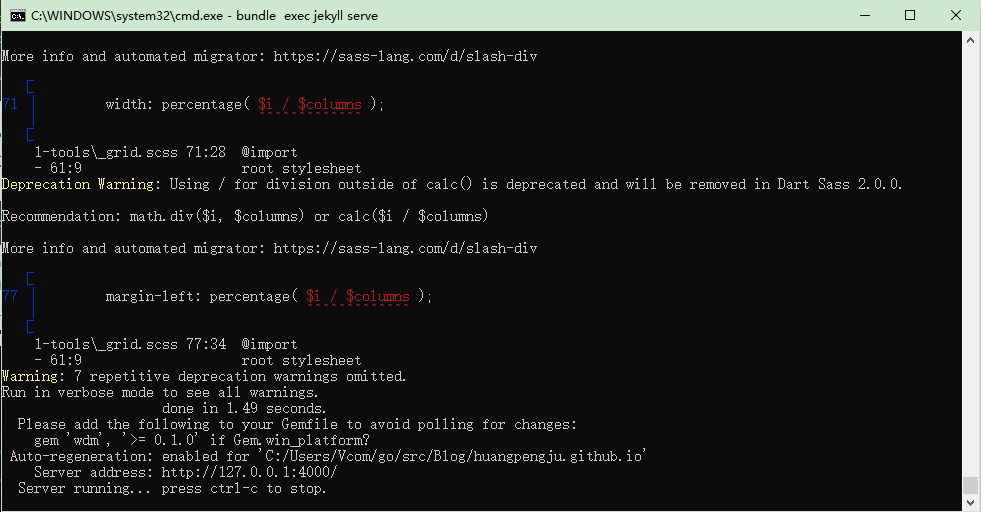 C:\WINDOWS\system32\cmd.exe - bundle  exec jekyll serve
More info and automated migrator: https://sass-lang.com/d/slash-div
71         width: percentage( $i / $columns );
1-tools\_grid.scss 71:28  @import
- 61:9                    root stylesheet
Deprecation Warning: Using / for division outside of calc() is deprecated and will be removed in Dart Sass 2.0.0.
Recommendation: math.div($i, $columns) or calc($i / $columns)
More info and automated migrator: https://sass-lang.com/d/slash-div
77         margin-left: percentage( $i / $columns );
1-tools\_grid.scss 77:34  @import
- 61:9                    root stylesheet
Warning: 7 repetitive deprecation warnings omitted.
Run in verbose mode to see all warnings.
done in 1.49 seconds.
Please add the following to your Gemfile to avoid polling for changes:
gem 'wdm', '>= 0.1.0' if Gem.win_platform?
Auto-regeneration: enabled for 'C:/Users/Vcom/go/src/Blog/huangpengju.github.io'
Server address: http://127.0.0.1:4000/
Server running... press ctrl-c to stop.